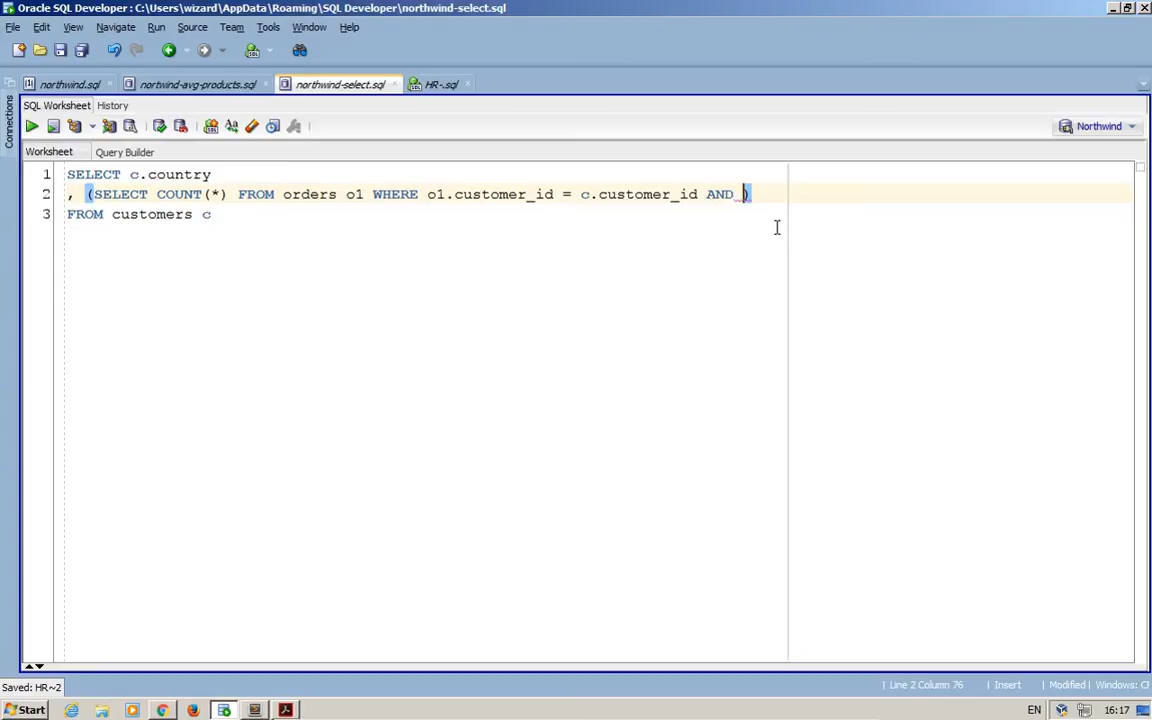 Oracle SQL Developer : C:\Users\wizard\AppData\Roaming\SQL Developer\northwind-select.sql
File Edit View Navigate Run Source Team Tools Window Help
northwind.sql nortwind-avg-products.sql northwind-select.sql HR-.sql
Connections
SQL Worksheet History
Northwind
Worksheet Query Builder
1 SELECT c.country
2 , (SELECT COUNT(*) FROM orders o1 WHERE o1.customer_id = c.customer_id AND )
3 FROM customers c
Saved: HR~2
Line 2 Column 76 Insert Modified Windows: C
Start EN 16:17